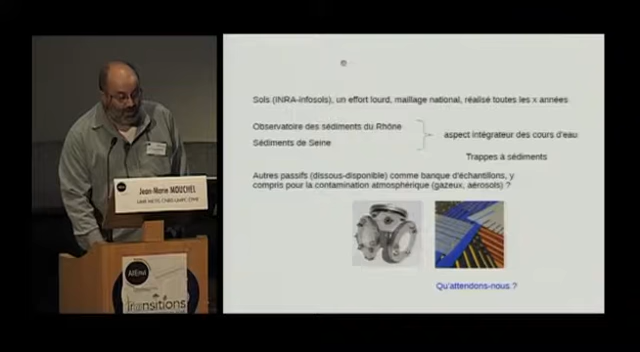 Sols (INRA-infosols), un effort lourd, maillage national, réalisé toutes les x années
Observatoire des sédiments du Rhône
Sédiments de Seine
aspect intégrateur des cours d'eau
Trappes à sédiments
Autres passifs (dissous-disponible) comme banque d'échantillons, y
compris pour la contamination atmosphérique (gazeux, aérosols) ?
Qu'attendons-nous ?
Jean-Marie MOUCHEL
AllEnvi
transitions